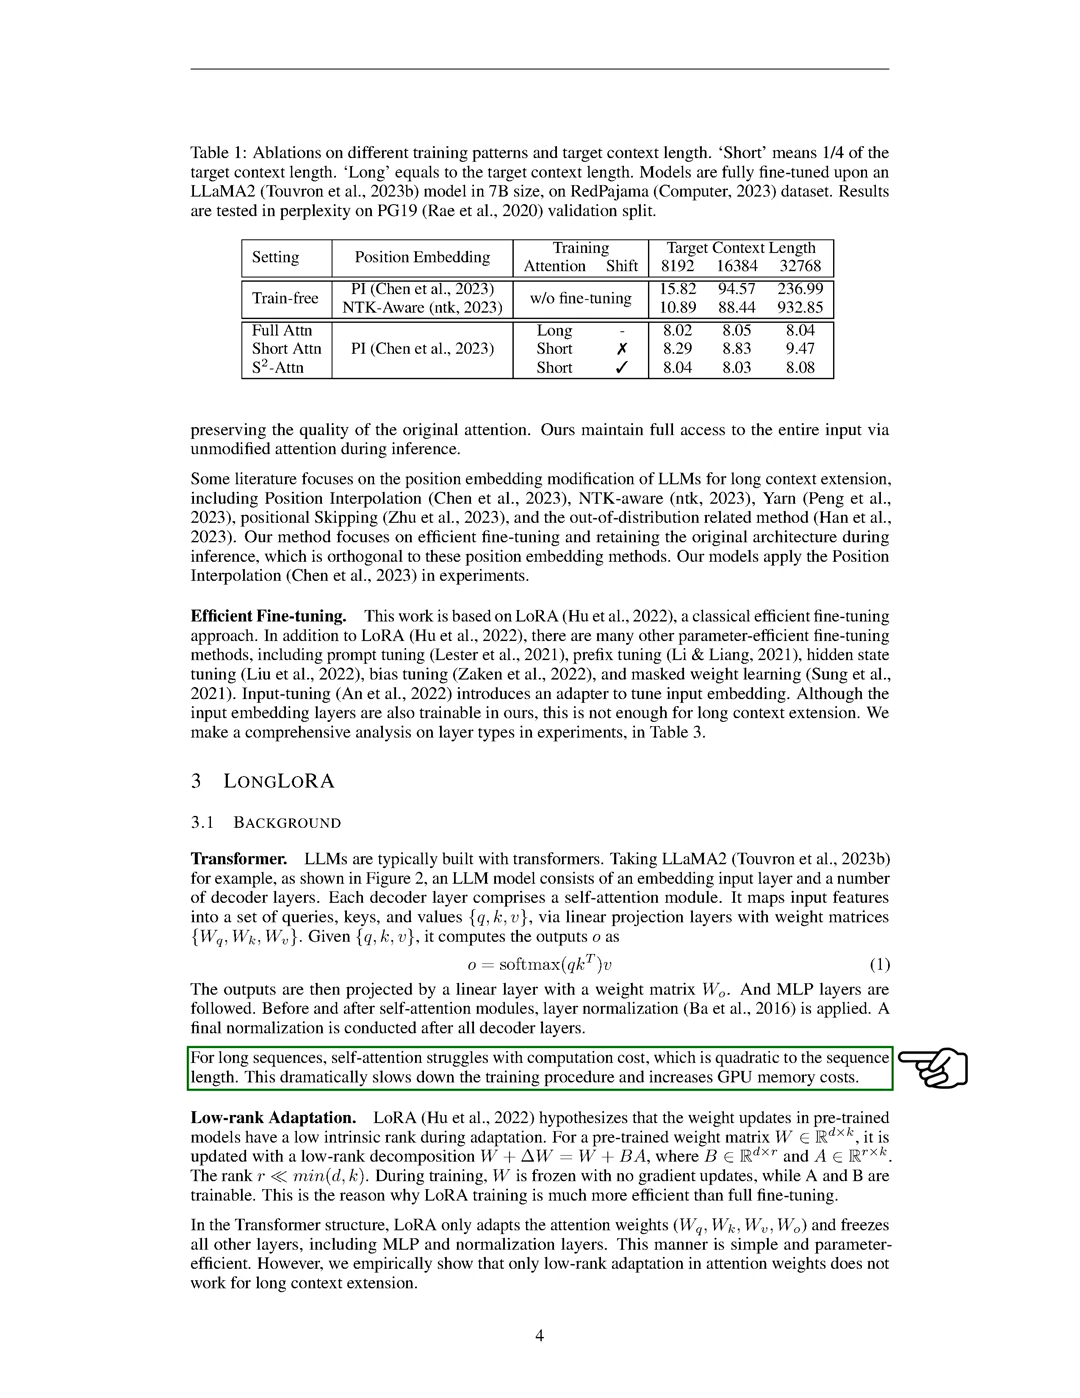 Table 1: Ablations on different training patterns and target context length. ‘Short’ means 1/4 of the
target context length. ‘Long’ equals to the target context length. Models are fully fine-tuned upon an
LLaMA2 (Touvron et al., 2023b) model in 7B size, on RedPajama (Computer, 2023) dataset. Results
are tested in perplexity on PG19 (Rae et al., 2020) validation split.
Setting Position Embedding Training Target Context Length
Attention Shift 8192 16384 32768
Train-free PI (Chen et al., 2023) w/o fine-tuning 15.82 94.57 236.99
NTK-Aware (ntk, 2023) 10.89 88.44 932.85
Full Attn Long - 8.02 8.05 8.04
Short Attn PI (Chen et al., 2023) Short ✗ 8.29 8.83 9.47
S²-Attn Short ✓ 8.04 8.03 8.08
preserving the quality of the original attention. Ours maintain full access to the entire input via
unmodified attention during inference.
Some literature focuses on the position embedding modification of LLMs for long context extension,
including Position Interpolation (Chen et al., 2023), NTK-aware (ntk, 2023), Yarn (Peng et al.,
2023), positional Skipping (Zhu et al., 2023), and the out-of-distribution related method (Han et al.,
2023). Our method focuses on efficient fine-tuning and retaining the original architecture during
inference, which is orthogonal to these position embedding methods. Our models apply the Position
Interpolation (Chen et al., 2023) in experiments.
Efficient Fine-tuning. This work is based on LoRA (Hu et al., 2022), a classical efficient fine-tuning
approach. In addition to LoRA (Hu et al., 2022), there are many other parameter-efficient fine-tuning
methods, including prompt tuning (Lester et al., 2021), prefix tuning (Li & Liang, 2021), hidden state
tuning (Liu et al., 2022), bias tuning (Zaken et al., 2022), and masked weight learning (Sung et al.,
2021). Input-tuning (An et al., 2022) introduces an adapter to tune input embedding. Although the
input embedding layers are also trainable in ours, this is not enough for long context extension. We
make a comprehensive analysis on layer types in experiments, in Table 3.
3 LONGLORA
3.1 BACKGROUND
Transformer. LLMs are typically built with transformers. Taking LLaMA2 (Touvron et al., 2023b)
for example, as shown in Figure 2, an LLM model consists of an embedding input layer and a number
of decoder layers. Each decoder layer comprises a self-attention module. It maps input features
into a set of queries, keys, and values {q, k, v}, via linear projection layers with weight matrices
{W_q, W_k, W_v}. Given {q, k, v}, it computes the outputs o as
o = softmax(qk^T)v (1)
The outputs are then projected by a linear layer with a weight matrix W_o. And MLP layers are
followed. Before and after self-attention modules, layer normalization (Ba et al., 2016) is applied. A
final normalization is conducted after all decoder layers.
For long sequences, self-attention struggles with computation cost, which is quadratic to the sequence
length. This dramatically slows down the training procedure and increases GPU memory costs.
Low-rank Adaptation. LoRA (Hu et al., 2022) hypothesizes that the weight updates in pre-trained
models have a low intrinsic rank during adaptation. For a pre-trained weight matrix W ∈ ℝ^{d×k}, it is
updated with a low-rank decomposition W + ΔW = W + BA, where B ∈ ℝ^{d×r} and A ∈ ℝ^{r×k}.
The rank r ≪ min(d, k). During training, W is frozen with no gradient updates, while A and B are
trainable. This is the reason why LoRA training is much more efficient than full fine-tuning.
In the Transformer structure, LoRA only adapts the attention weights (W_q, W_k, W_v, W_o) and freezes
all other layers, including MLP and normalization layers. This manner is simple and parameter-
efficient. However, we empirically show that only low-rank adaptation in attention weights does not
work for long context extension.
4